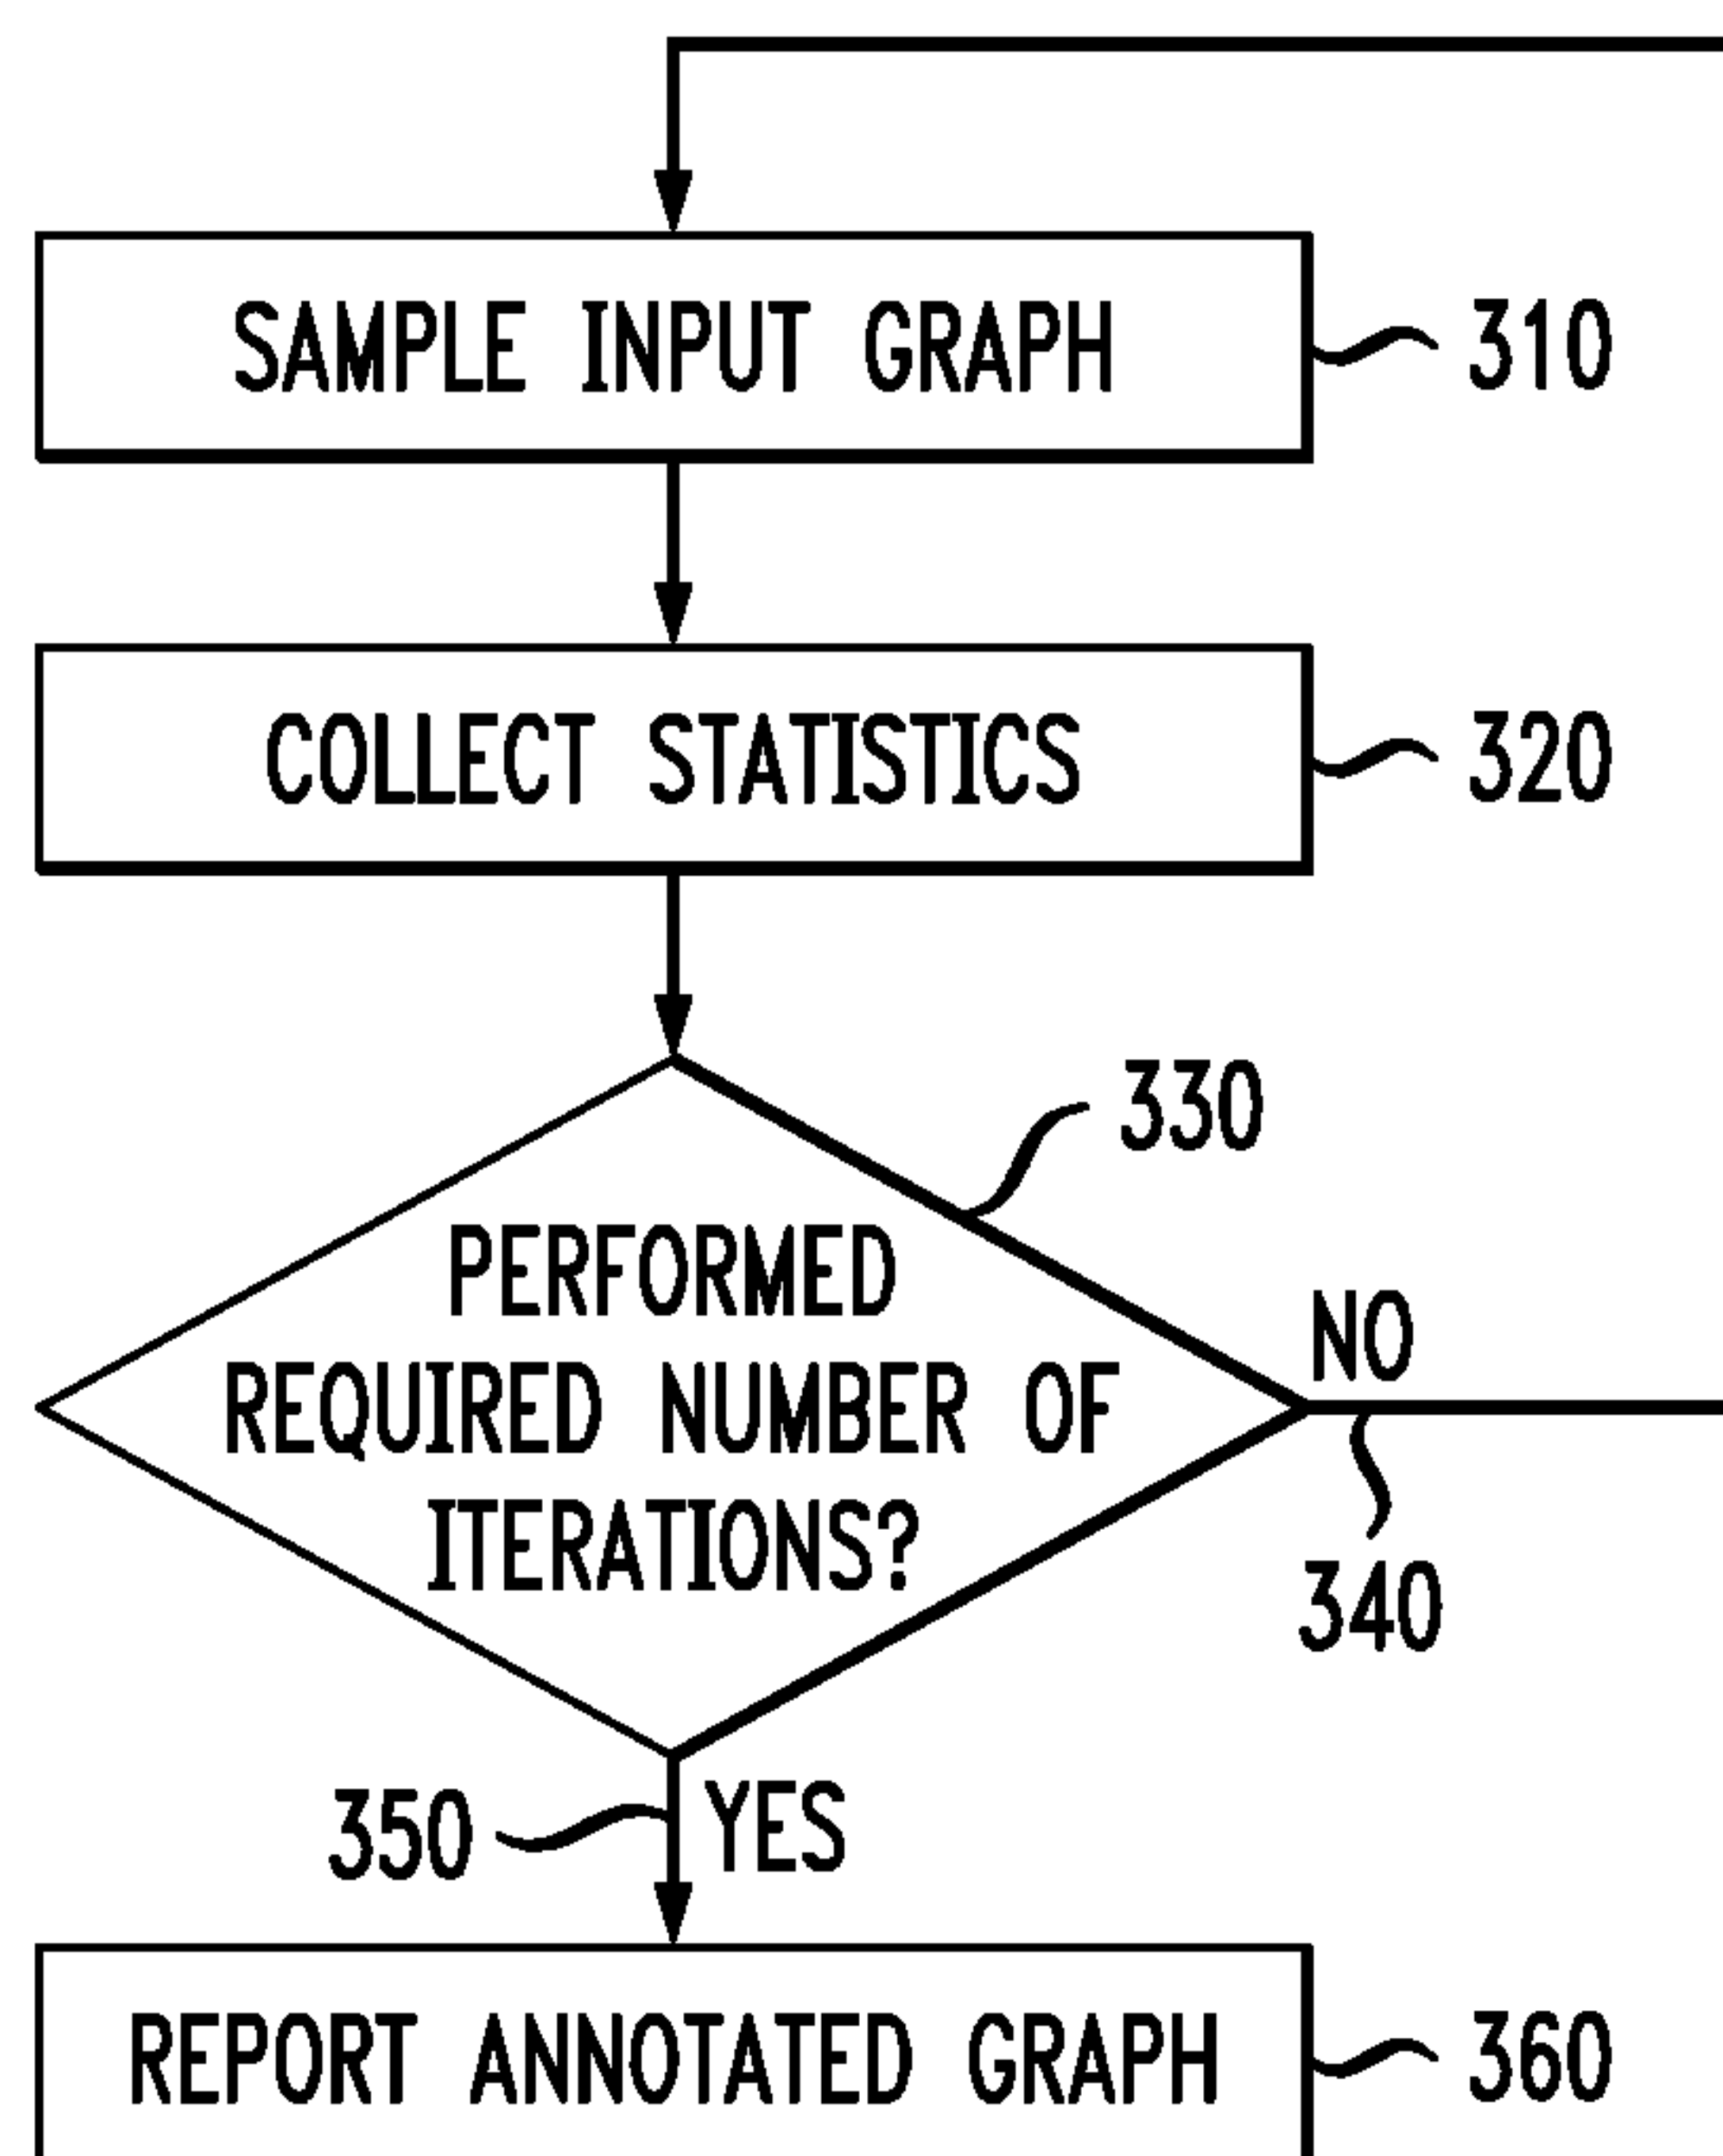 SAMPLE INPUT GRAPH
310
COLLECT STATISTICS
320
330
PERFORMED
REQUIRED NUMBER OF
ITERATIONS?
NO
340
350
YES
REPORT ANNOTATED GRAPH
360